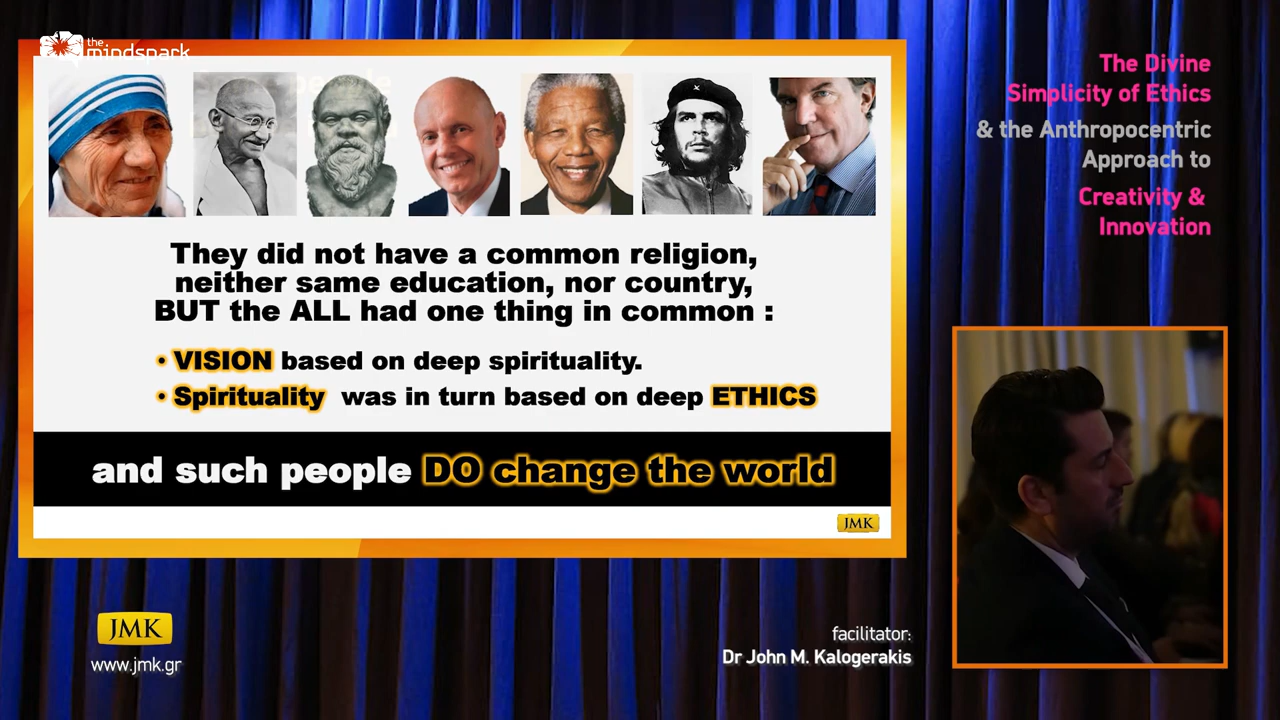 the
mindspark
They did not have a common religion,
neither same education, nor country,
BUT the ALL had one thing in common :
• VISION based on deep spirituality.
• Spirituality was in turn based on deep ETHICS
and such people DO change the world
JMK
The Divine
Simplicity of Ethics
& the Anthropocentric
Approach to
Creativity &
Innovation
JMK
www.jmk.gr
facilitator:
Dr John M. Kalogerakis